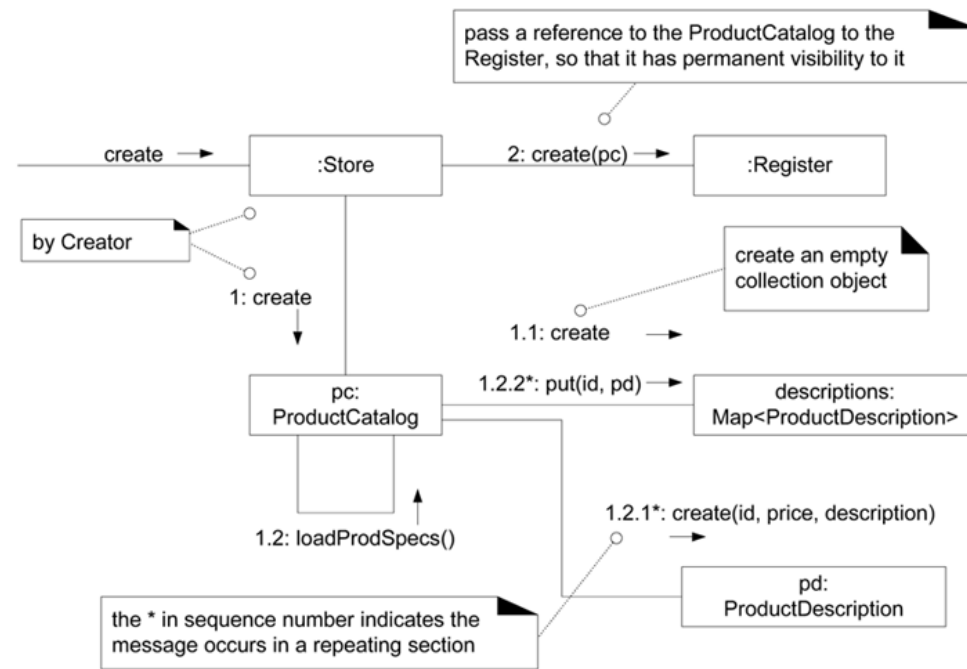 pass a reference to the ProductCatalog to the
Register, so that it has permanent visibility to it
create
:Store
2: create(pc)
:Register
by Creator
create an empty
collection object
1: create
1.1: create
pc:
ProductCatalog
1.2.2*: put(id, pd)
descriptions:
Map<ProductDescription>
1.2: loadProdSpecs()
1.2.1*: create(id, price, description)
pd:
ProductDescription
the * in sequence number indicates the
message occurs in a repeating section